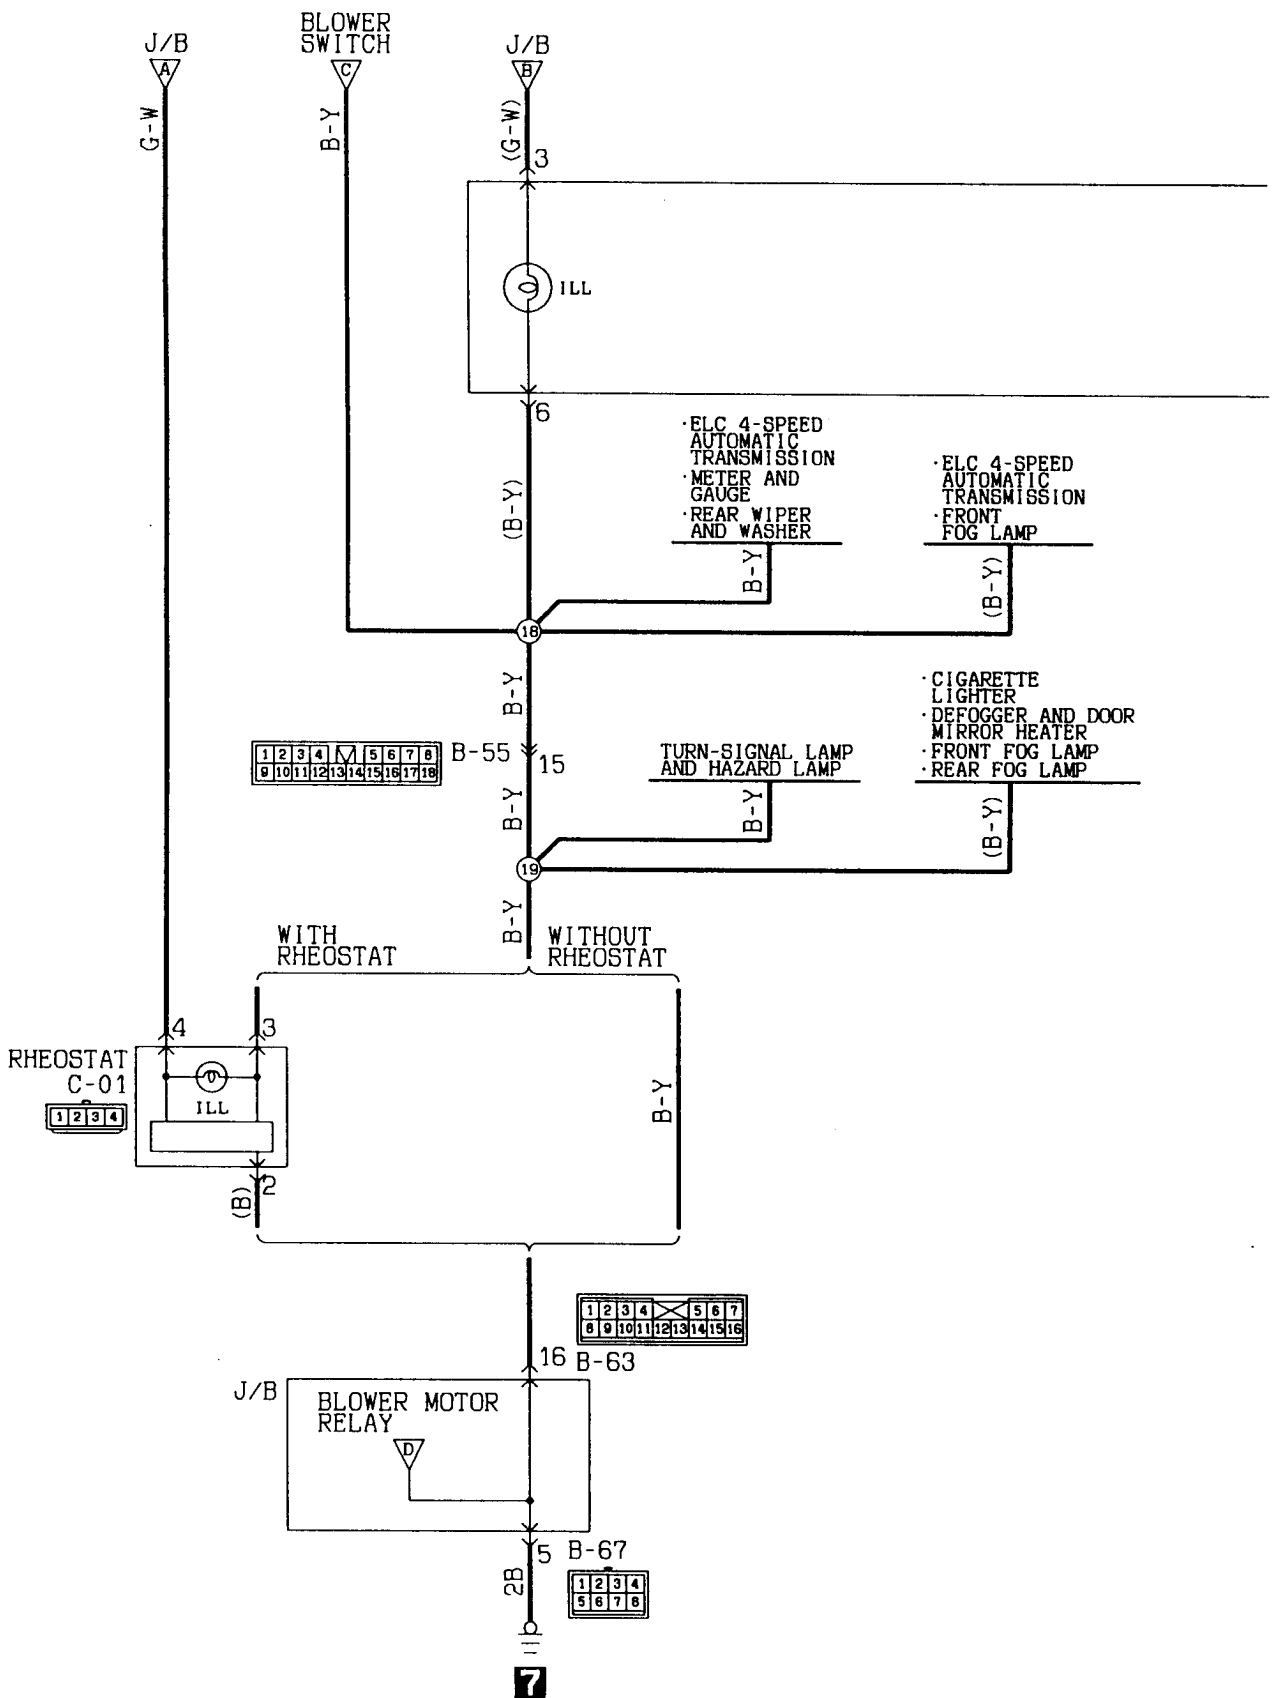 BLOWER
SWITCH
J/B
J/B
A
C
B
G-W
B-Y
(G-W)
3
ILL
6
(B-Y)
·ELC 4-SPEED
AUTOMATIC
TRANSMISSION
·METER AND
GAUGE
·REAR WIPER
AND WASHER
·ELC 4-SPEED
AUTOMATIC
TRANSMISSION
·FRONT
FOG LAMP
B-Y
(B-Y)
18
B-Y
1 2 3 4 5 6 7 8
9 10 11 12 13 14 15 16 17 18
B-55
15
TURN-SIGNAL LAMP
AND HAZARD LAMP
·CIGARETTE
LIGHTER
·DEFOGGER AND DOOR
MIRROR HEATER
·FRONT FOG LAMP
·REAR FOG LAMP
B-Y
B-Y
(B-Y)
19
B-Y
WITH
RHEOSTAT
WITHOUT
RHEOSTAT
4
3
RHEOSTAT
C-01
1 2 3 4
ILL
B-Y
2
(B)
1 2 3 4 5 6 7
8 9 10 11 12 13 14 15 16
16
B-63
J/B
BLOWER MOTOR
RELAY
D
5
B-67
2B
1 2 3 4
5 6 7 8
7